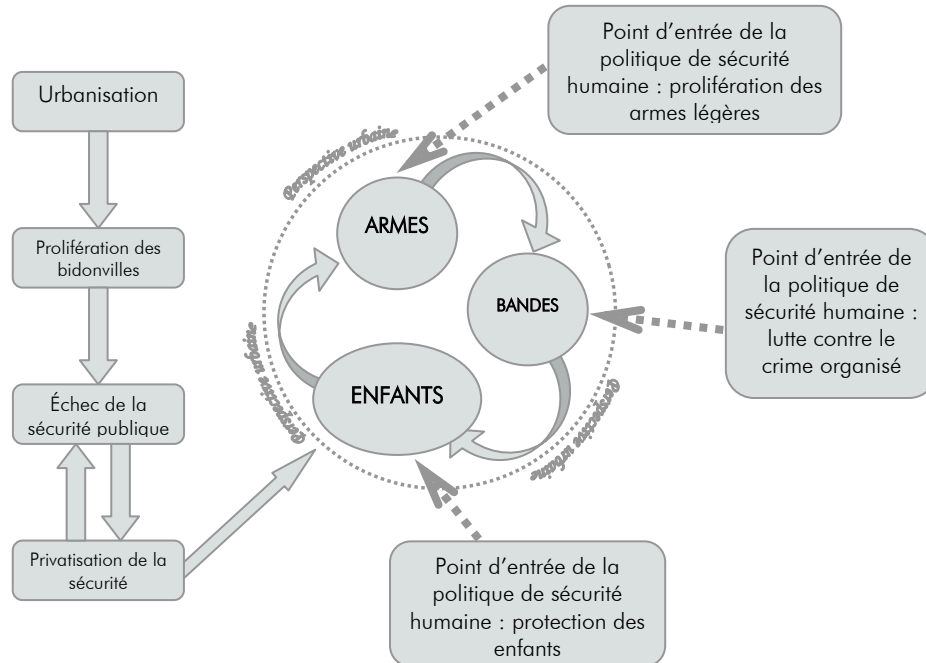 Urbanisation
Prolifération des
bidonvilles
Échec de la
sécurité publique
Privatisation de la
sécurité
Point d’entrée de la
politique de sécurité
humaine : prolifération des
armes légères
Perspective urbaine
ARMES
BANDES
ENFANTS
Perspective urbaine
Perspective urbaine
Point d’entrée de
la politique de
sécurité humaine :
lutte contre le
crime organisé
Point d’entrée de la
politique de sécurité
humaine : protection des
enfants